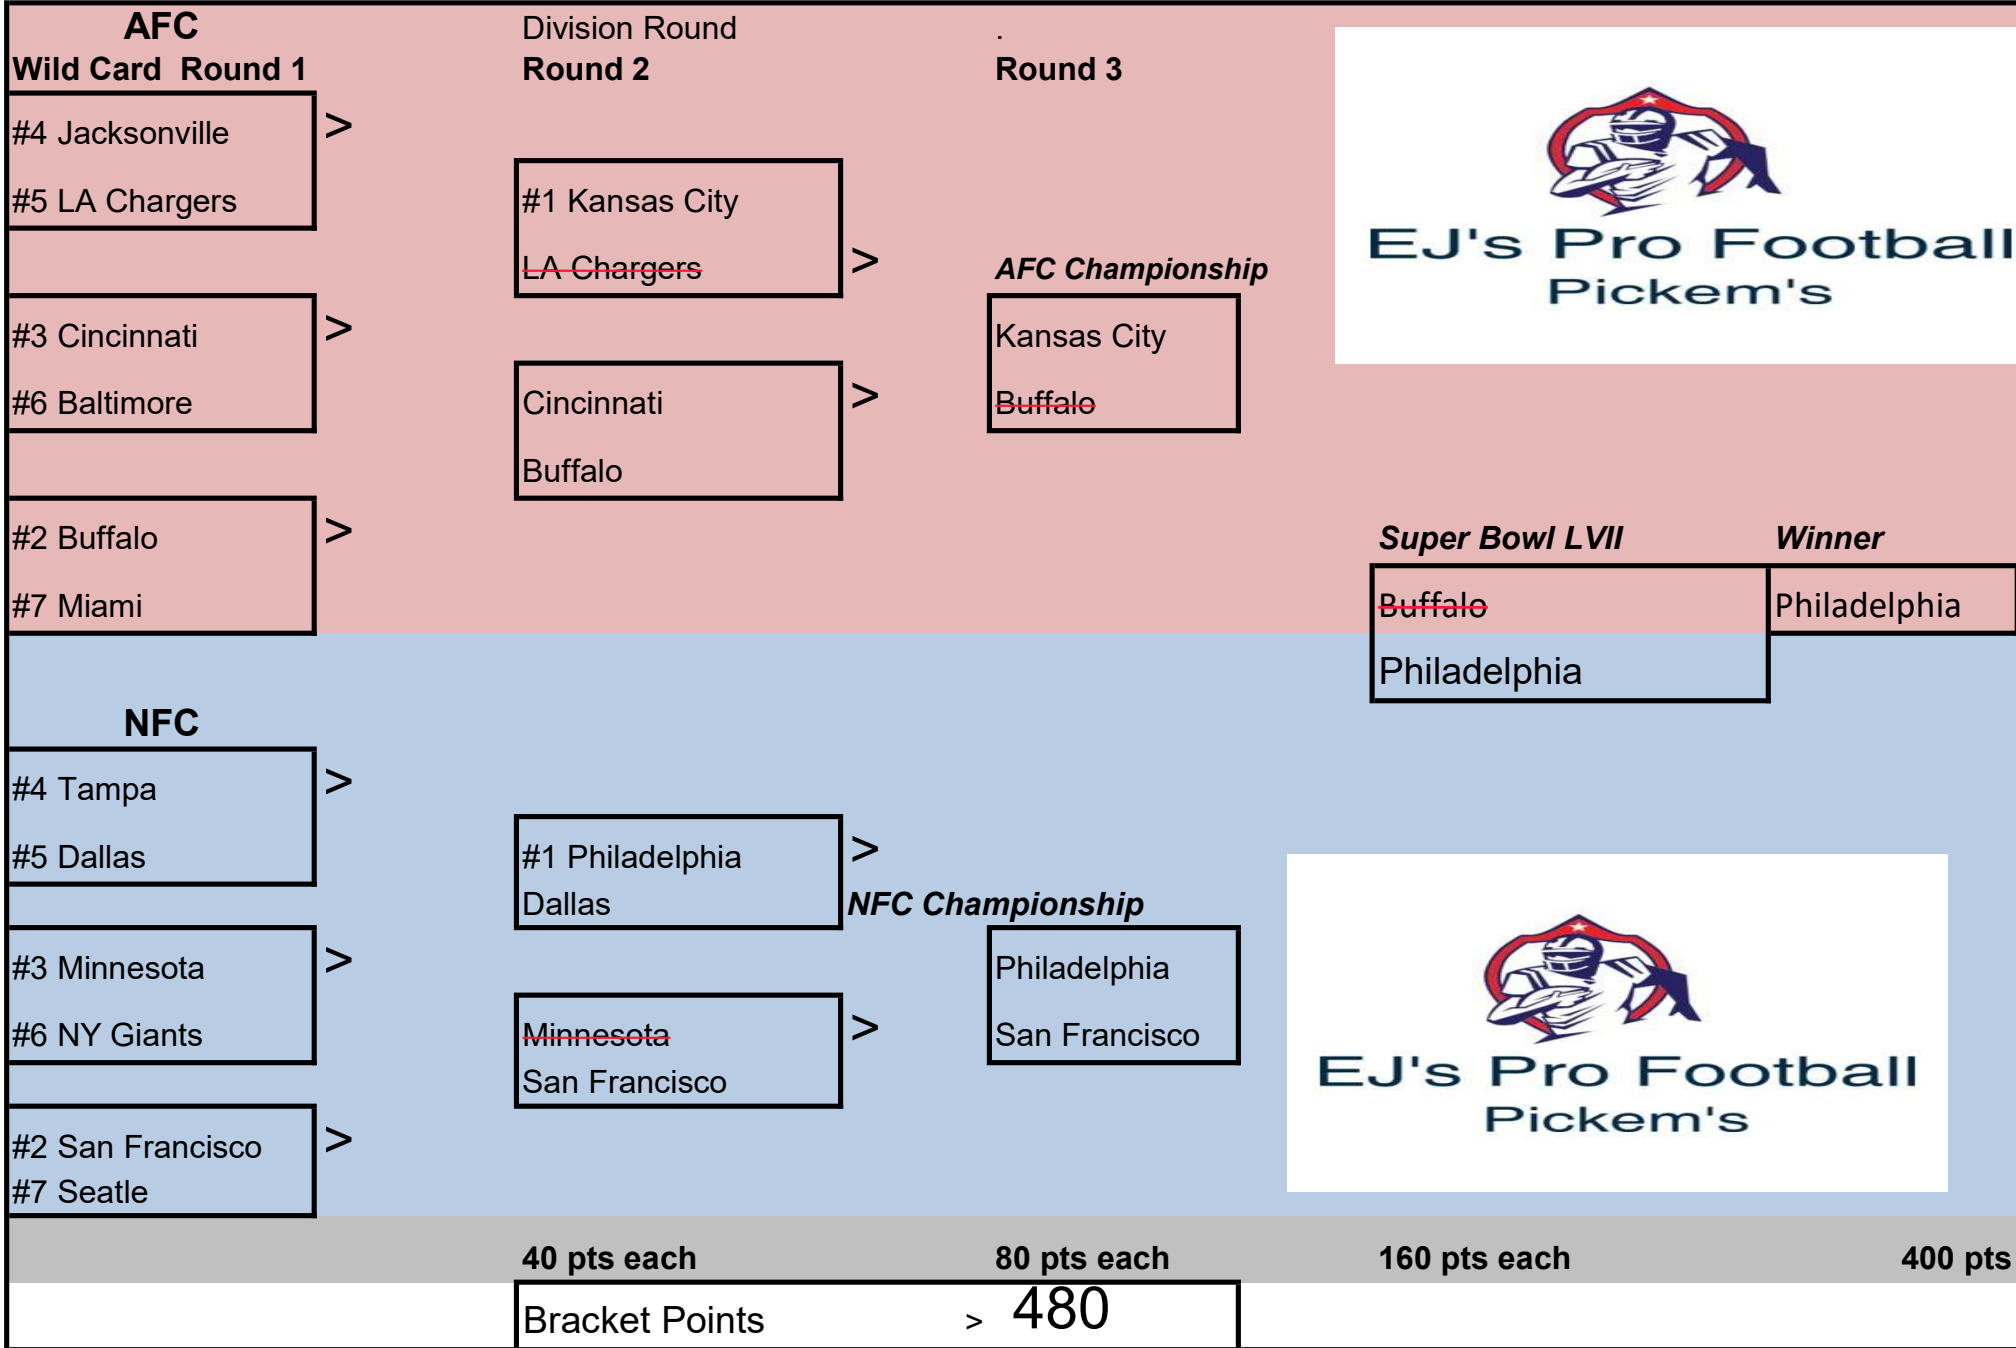 AFC Division Round .
Wild Card Round 1 Round 2 Round 3
#4 Jacksonville >
#5 LA Chargers #1 Kansas City
EJ's Pro Football
LA Chargers > AFC Championship
Pickem's
#3 Cincinnati > Kansas City
#6 Baltimore Cincinnati > Buffalo
Buffalo
#2 Buffalo > Super Bowl LVII Winner
#7 Miami Buffalo Philadelphia
Philadelphia
NFC
#4 Tampa >
#5 Dallas #1 Philadelphia >
Dallas NFC Championship
#3 Minnesota > Philadelphia
#6 NY Giants Minnesota > San Francisco
EJ's Pro Football
San Francisco
Pickem's
#2 San Francisco >
#7 Seatle
40 pts each 80 pts each 160 pts each 400 pts
Bracket Points > 480